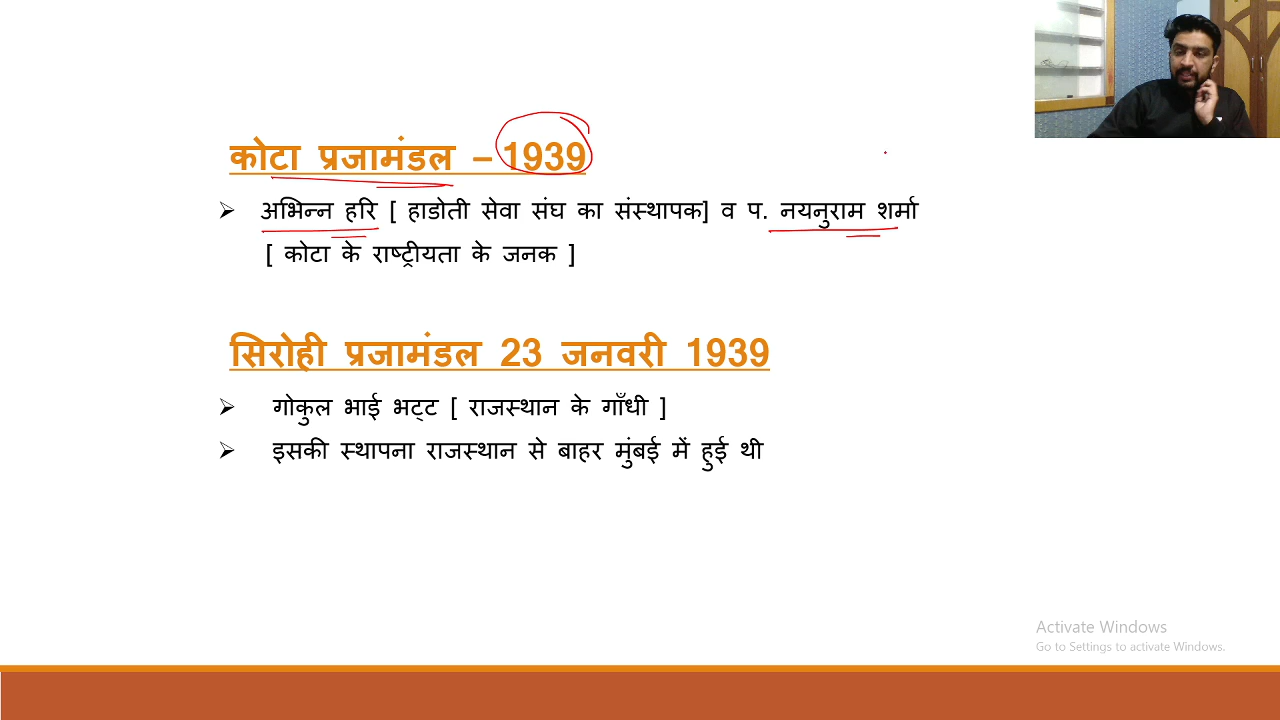 कोटा प्रजामंडल – 1939
➢ अभिन्न हरि [ हाडोती सेवा संघ का संस्थापक] व प. नयनुराम शर्मा
[ कोटा के राष्ट्रीयता के जनक ]
सिरोही प्रजामंडल 23 जनवरी 1939
➢ गोकुल भाई भट्ट [ राजस्थान के गाँधी ]
➢ इसकी स्थापना राजस्थान से बाहर मुंबई में हुई थी
Activate Windows
Go to Settings to activate Windows.